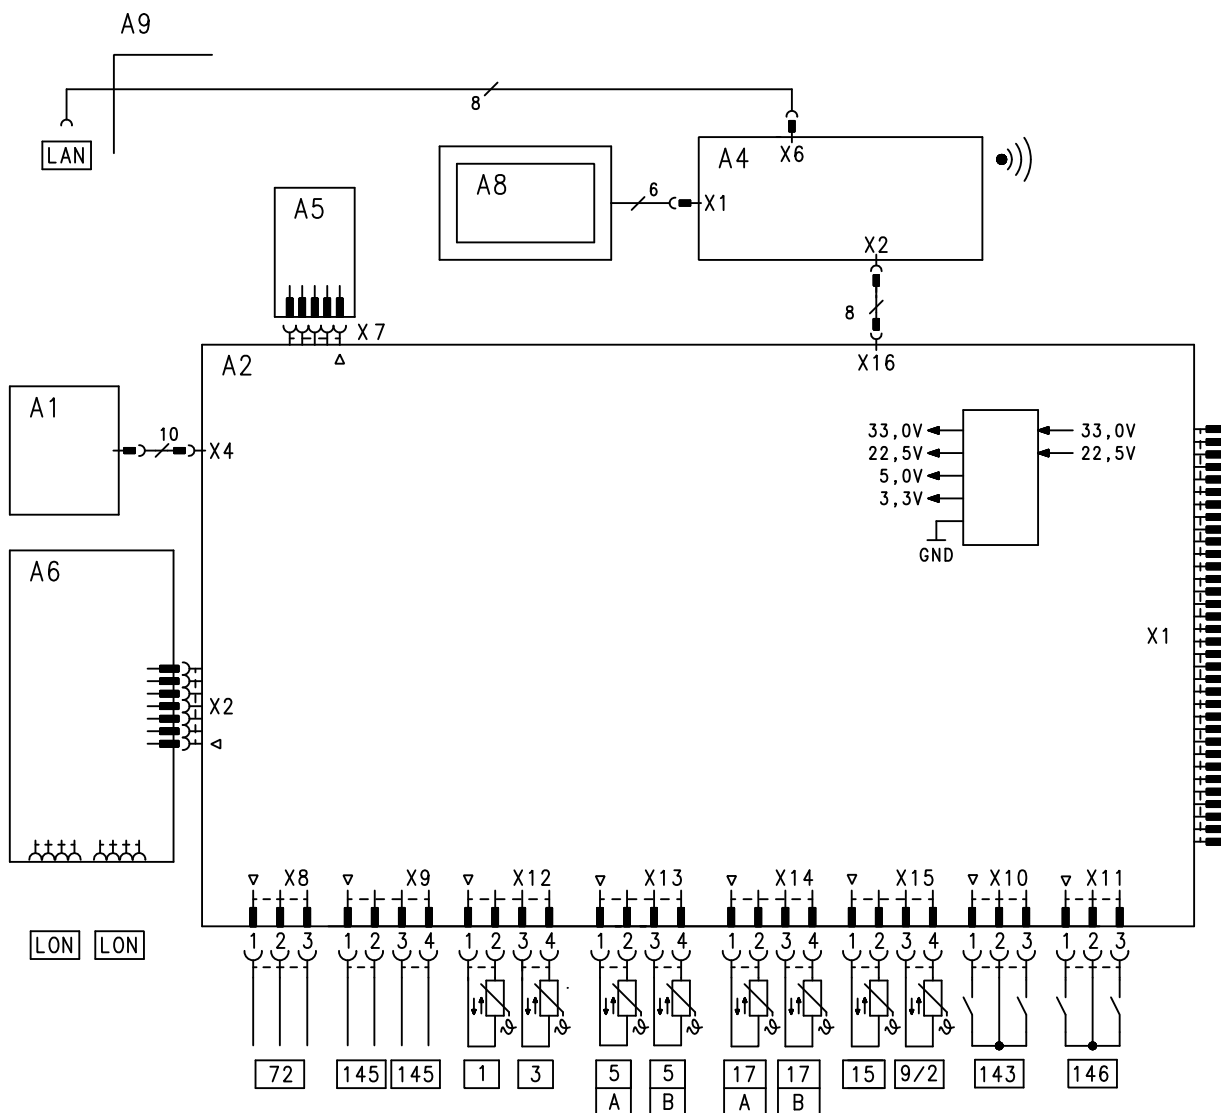 A9
8
LAN
A4
X6
A8
6
X1
A5
X2
8
X7
A2
X16
A1
10
X4
33,0V
33,0V
22,5V
22,5V
5,0V
3,3V
GND
A6
X1
X2
X8
X9
X12
X13
X14
X15
X10
X11
LON
LON
1 2 3
1 2 3 4
1 2 3 4
1 2 3 4
1 2 3 4
1 2 3 4
1 2 3
1 2 3
ϑ ϑ ϑ ϑ ϑ ϑ ϑ ϑ
72
145
145
1
3
5
A
5
B
17
A
17
B
15
9/2
143
146